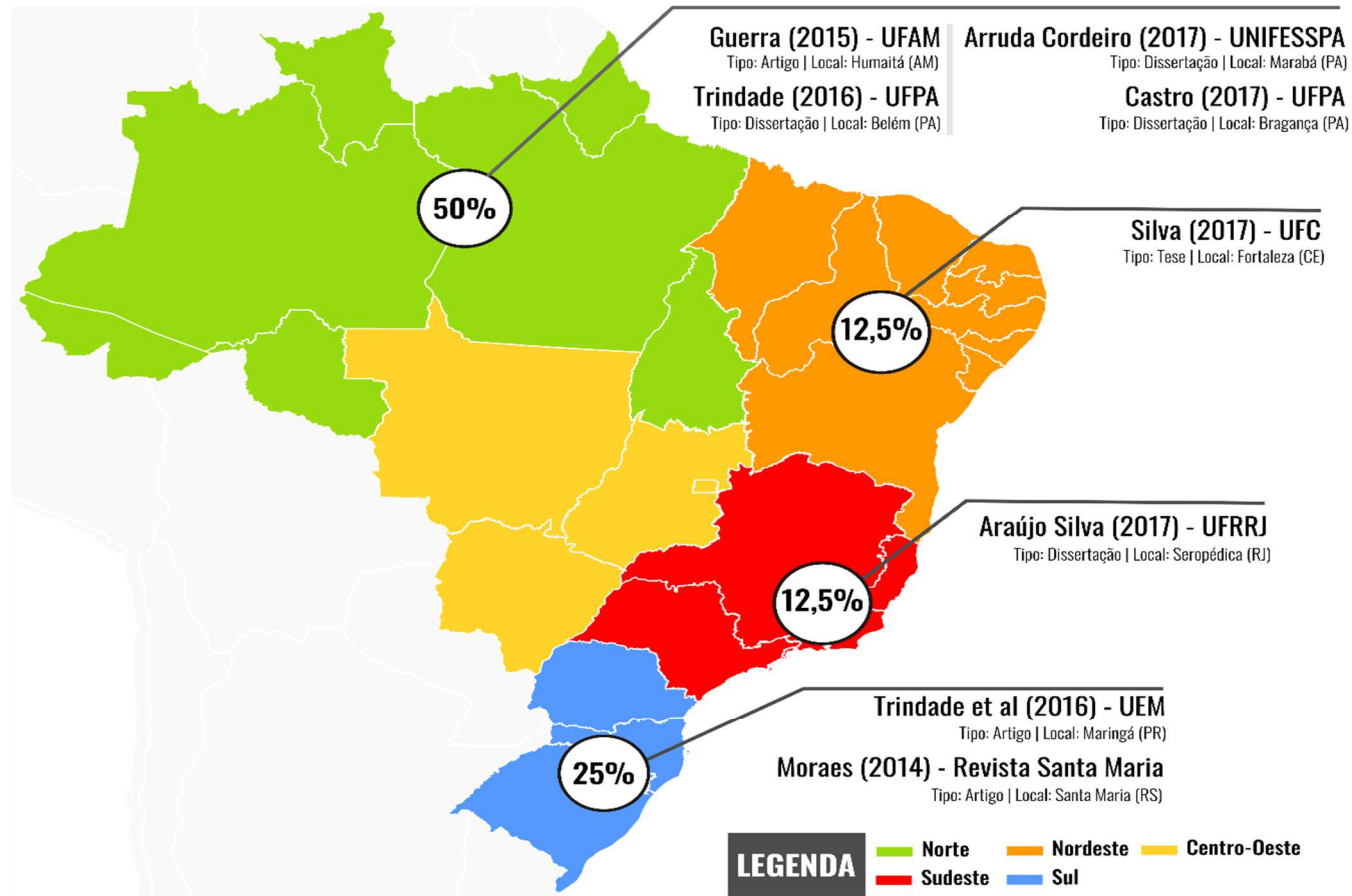 Guerra (2015) - UFAM
Tipo: Artigo | Local: Humaitá (AM)
Trindade (2016) - UFPA
Tipo: Dissertação | Local: Belém (PA)
Arruda Cordeiro (2017) - UNIFESSPA
Tipo: Dissertação | Local: Marabá (PA)
Castro (2017) - UFPA
Tipo: Dissertação | Local: Bragança (PA)
50%
Silva (2017) - UFC
Tipo: Tese | Local: Fortaleza (CE)
12,5%
Araújo Silva (2017) - UFRRJ
Tipo: Dissertação | Local: Seropédica (RJ)
12,5%
Trindade et al (2016) - UEM
Tipo: Artigo | Local: Maringá (PR)
Moraes (2014) - Revista Santa Maria
Tipo: Artigo | Local: Santa Maria (RS)
25%
LEGENDA
Norte
Nordeste
Centro-Oeste
Sudeste
Sul